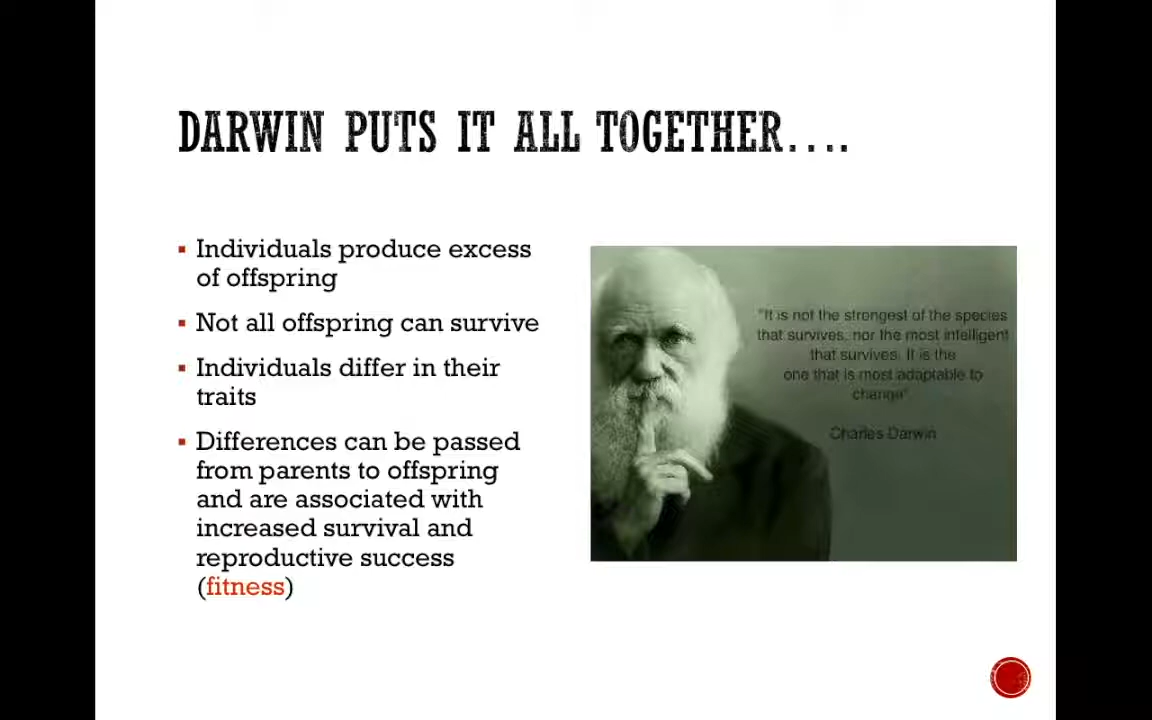 DARWIN PUTS IT ALL TOGETHER....
Individuals produce excess
of offspring
Not all offspring can survive
Individuals differ in their
traits
Differences can be passed
from parents to offspring
and are associated with
increased survival and
reproductive success
(fitness)
"It is not the strongest of the species
that survives, nor the most intelligent
that survives. It is the
one that is most adaptable to
change"
Charles Darwin